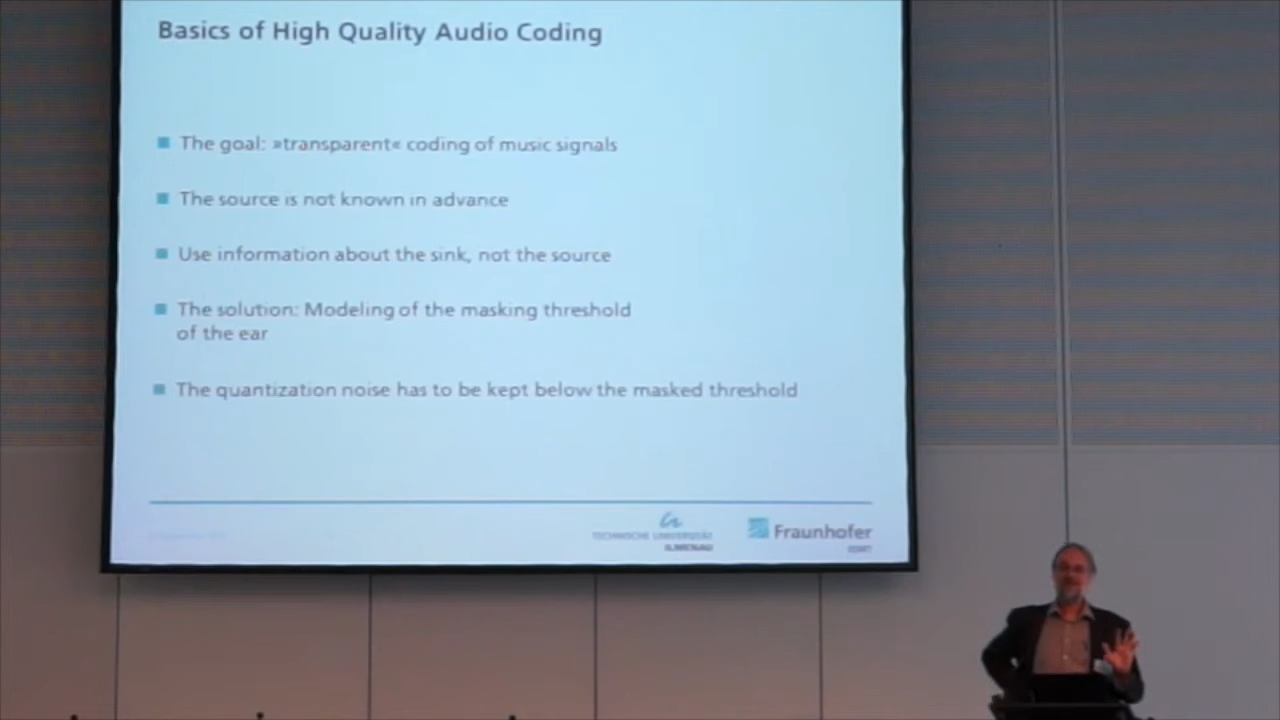 Basics of High Quality Audio Coding
The goal: »transparent« coding of music signals
The source is not known in advance
Use information about the sink, not the source
The solution: Modeling of the masking threshold
of the ear
The quantization noise has to be kept below the masked threshold
TECHNISCHE UNIVERSITÄT
ILMENAU
Fraunhofer
IDMT